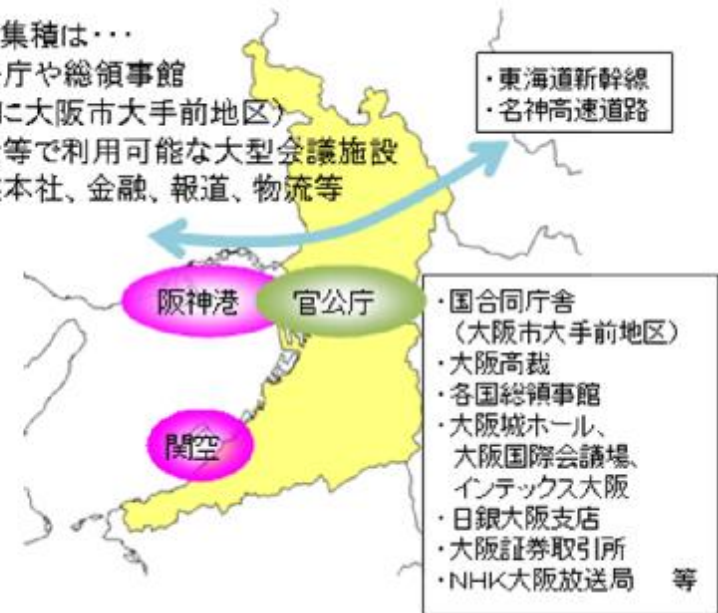 集積は・・・
庁や総領事館
に大阪市大手前地区）
等で利用可能な大型会議施設
本社、金融、報道、物流等
・東海道新幹線
・名神高速道路
阪神港
官公庁
関空
・国合同庁舎
（大阪市大手前地区）
・大阪高裁
・各国総領事館
・大阪城ホール、
大阪国際会議場、
インテックス大阪
・日銀大阪支店
・大阪証券取引所
・NHK大阪放送局　等